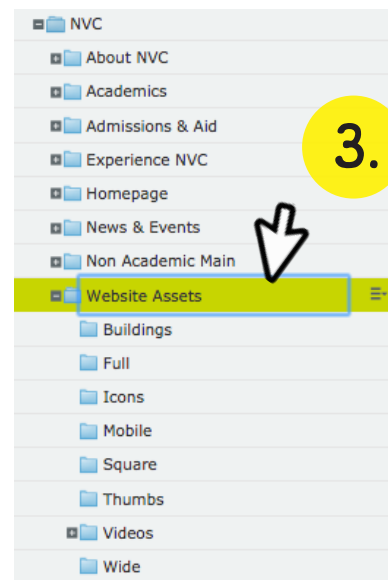 NVC
About NVC
Academics
Admissions & Aid
3.
Experience NVC
Homepage
News & Events
Non Academic Main
Website Assets
Buildings
Full
Icons
Mobile
Square
Thumbs
Videos
Wide